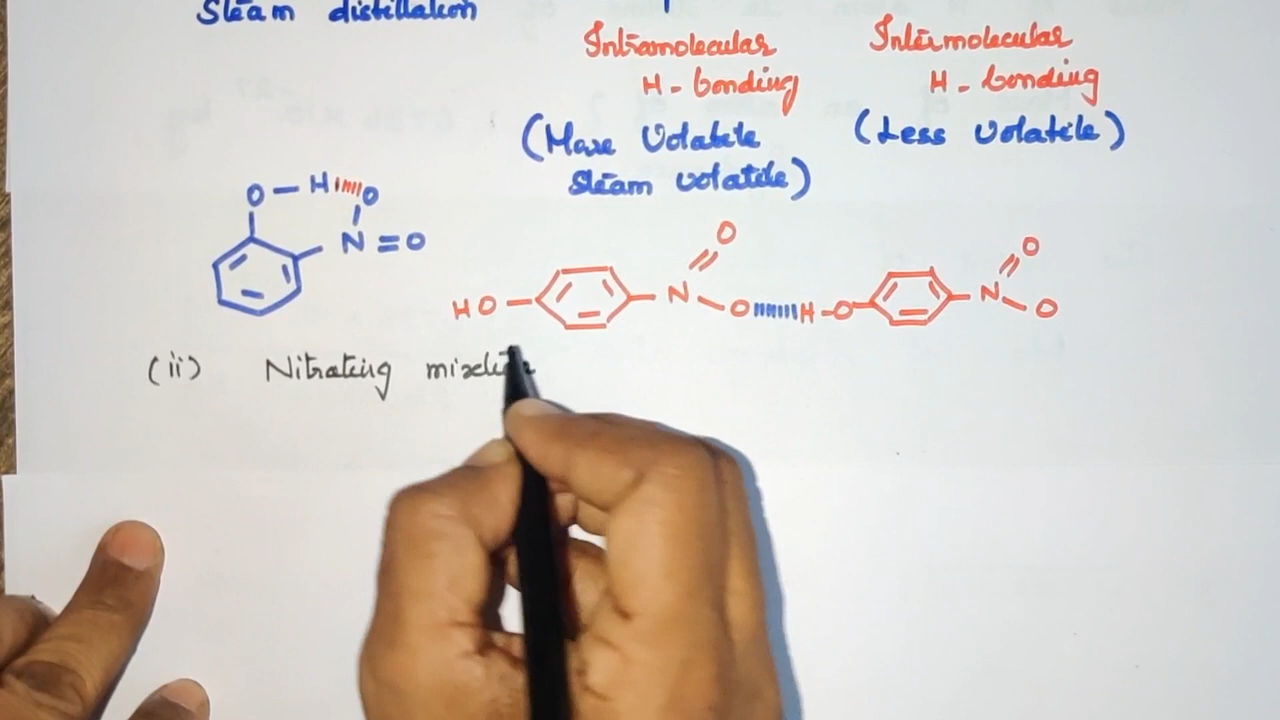 Steam distillation
Intramolecular
H - bonding
(More Volatile
Steam volatile)
Intermolecular
H - bonding
(Less Volatile)
O - H O
N = O
HO N O O H - O N O O
(ii) Nitrating